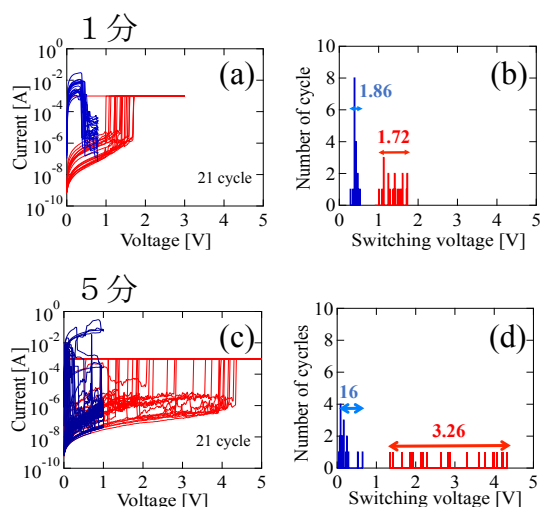 1分
(a)
Current [A]
10^0
10^-2
10^-4
10^-6
10^-8
10^-10
21 cycle
0 1 2 3 4 5
Voltage [V]
(b)
Number of cycle
10
8
6
4
2
0
1.86
1.72
0 1 2 3 4 5
Switching voltage [V]
5分
(c)
Current [A]
10^0
10^-2
10^-4
10^-6
10^-8
10^-10
21 cycle
0 1 2 3 4 5
Voltage [V]
(d)
Number of cycrles
10
8
6
4
2
0
16
3.26
0 1 2 3 4 5
Switching voltage [V]